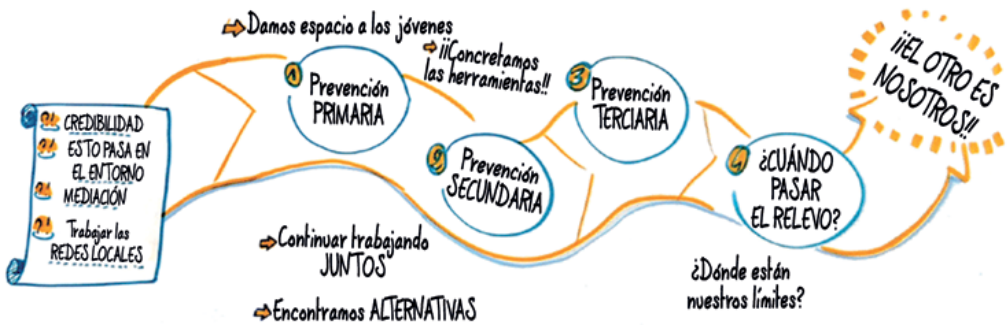 CREDIBILIDAD
ESTO PASA EN
EL ENTORNO
MEDIACIÓN
Trabajar las
REDES LOCALES
Damos espacio a los jóvenes
1
Prevención
PRIMARIA
¡¡Concretamos
las herramientas!!
2
Prevención
SECUNDARIA
3
Prevención
TERCIARIA
4
¿CUÁNDO
PASAR
EL RELEVO?
¡¡EL OTRO ES
NOSOTROS!!
Continuar trabajando
JUNTOS
Encontramos ALTERNATIVAS
¿Dónde están
nuestros límites?